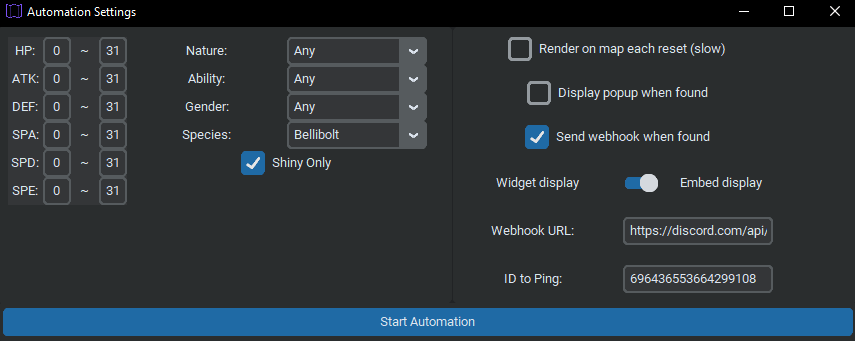 Automation Settings
HP: 0 ~ 31
ATK: 0 ~ 31
DEF: 0 ~ 31
SPA: 0 ~ 31
SPD: 0 ~ 31
SPE: 0 ~ 31
Nature: Any
Ability: Any
Gender: Any
Species: Bellibolt
Shiny Only
Render on map each reset (slow)
Display popup when found
Send webhook when found
Widget display Embed display
Webhook URL: https://discord.com/api/
ID to Ping: 696436553664299108
Start Automation